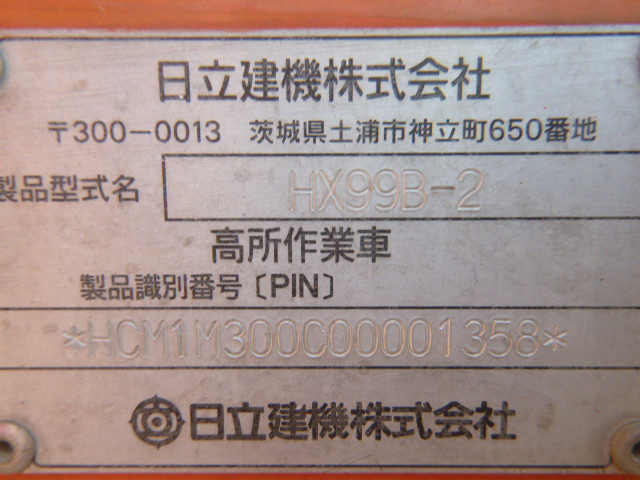 日立建機株式会社
〒300-0013 茨城県土浦市神立町650番地
製品型式名 HX99B-2
高所作業車
製品識別番号〔PIN〕
*HCM1M300C00001358*
日立建機株式会社